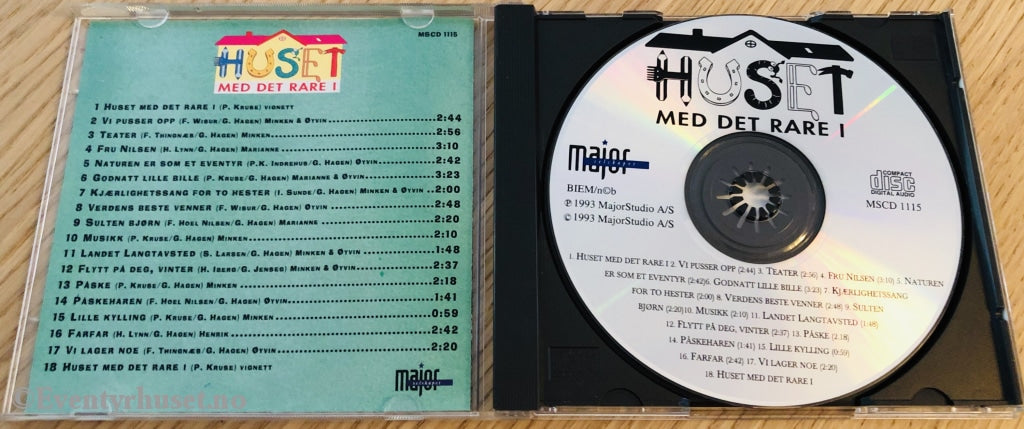 MSCD 1115
HUSET
MED DET RARE I
1 HUSET MED DET RARE I (P. KRUSE) VIGNETT
2 VI PUSSER OPP (F. WIBUR/G. HAGEN) MINKEN & ØYVIN 2:44
3 TEATER (F. THINGNÆS/G. HAGEN) MINKEN 2:56
4 FRU NILSEN (H. LYNN/G. HAGEN) MARIANNE 3:10
5 NATUREN ER SOM ET EVENTYR (P.K. INDREHUS/G. HAGEN) ØYVIN 2:42
6 GODNATT LILLE BILLE (P. KRUSE/G. HAGEN) MARIANNE & ØYVIN 3:23
7 KJÆRLIGHETSSANG FOR TO HESTER (I. SUNDE/G. HAGEN) MINKEN & ØYVIN 2:00
8 VERDENS BESTE VENNER (F. WIBUR/G. HAGEN) MINKEN & ØYVIN 2:48
9 SULTEN BJØRN (F. HOEL NILSEN/G. HAGEN) MARIANNE 2:20
10 MUSIKK (P. KRUSE/G. HAGEN) MINKEN 2:10
11 LANDET LANGTAVSTED (S. LARSEN/G. HAGEN) MINKEN & ØYVIN 1:48
12 FLYTT PÅ DEG, VINTER (H. IBERG/G. JENSEN) MINKEN & ØYVIN 2:37
13 PÅSKE (P. KRUSE/G. HAGEN) MINKEN 2:18
14 PÅSKEHAREN (F. HOEL NILSEN/G. HAGEN) ØYVIN 1:41
15 LILLE KYLLING (P. KRUSE/G. HAGEN) MINKEN 0:59
16 FARFAR (H. LYNN/G. HAGEN) HENRIK 2:42
17 VI LAGER NOE (F. THINGNÆS/G. HAGEN) ØYVIN 2:20
18 HUSET MED DET RARE I (P. KRUSE) VIGNETT
major
selskaper
©Eventyrhuset.no
HUSET
MED DET RARE I
major
selskaper
BIEM/n©b
℗ 1993 MajorStudio A/S
© 1993 MajorStudio A/S
COMPACT
disc
DIGITAL AUDIO
MSCD 1115
1. HUSET MED DET RARE I 2. VI PUSSER OPP (2:44) 3. TEATER (2:56) 4. FRU NILSEN (3:10) 5. NATUREN
ER SOM ET EVENTYR (2:42)6. GODNATT LILLE BILLE (3:23) 7. KJÆRLIGHETSSANG
FOR TO HESTER (2:00) 8. VERDENS BESTE VENNER (2:48) 9. SULTEN
BJØRN (2:20)10. MUSIKK (2:10) 11. LANDET LANGTAVSTED (1:48)
12. FLYTT PÅ DEG, VINTER (2:37) 13. PÅSKE (2.18)
14. PÅSKEHAREN (1:41) 15. LILLE KYLLING (0:59)
16. FARFAR (2:42) 17. VI LAGER NOE (2:20)
18. HUSET MED DET RARE I